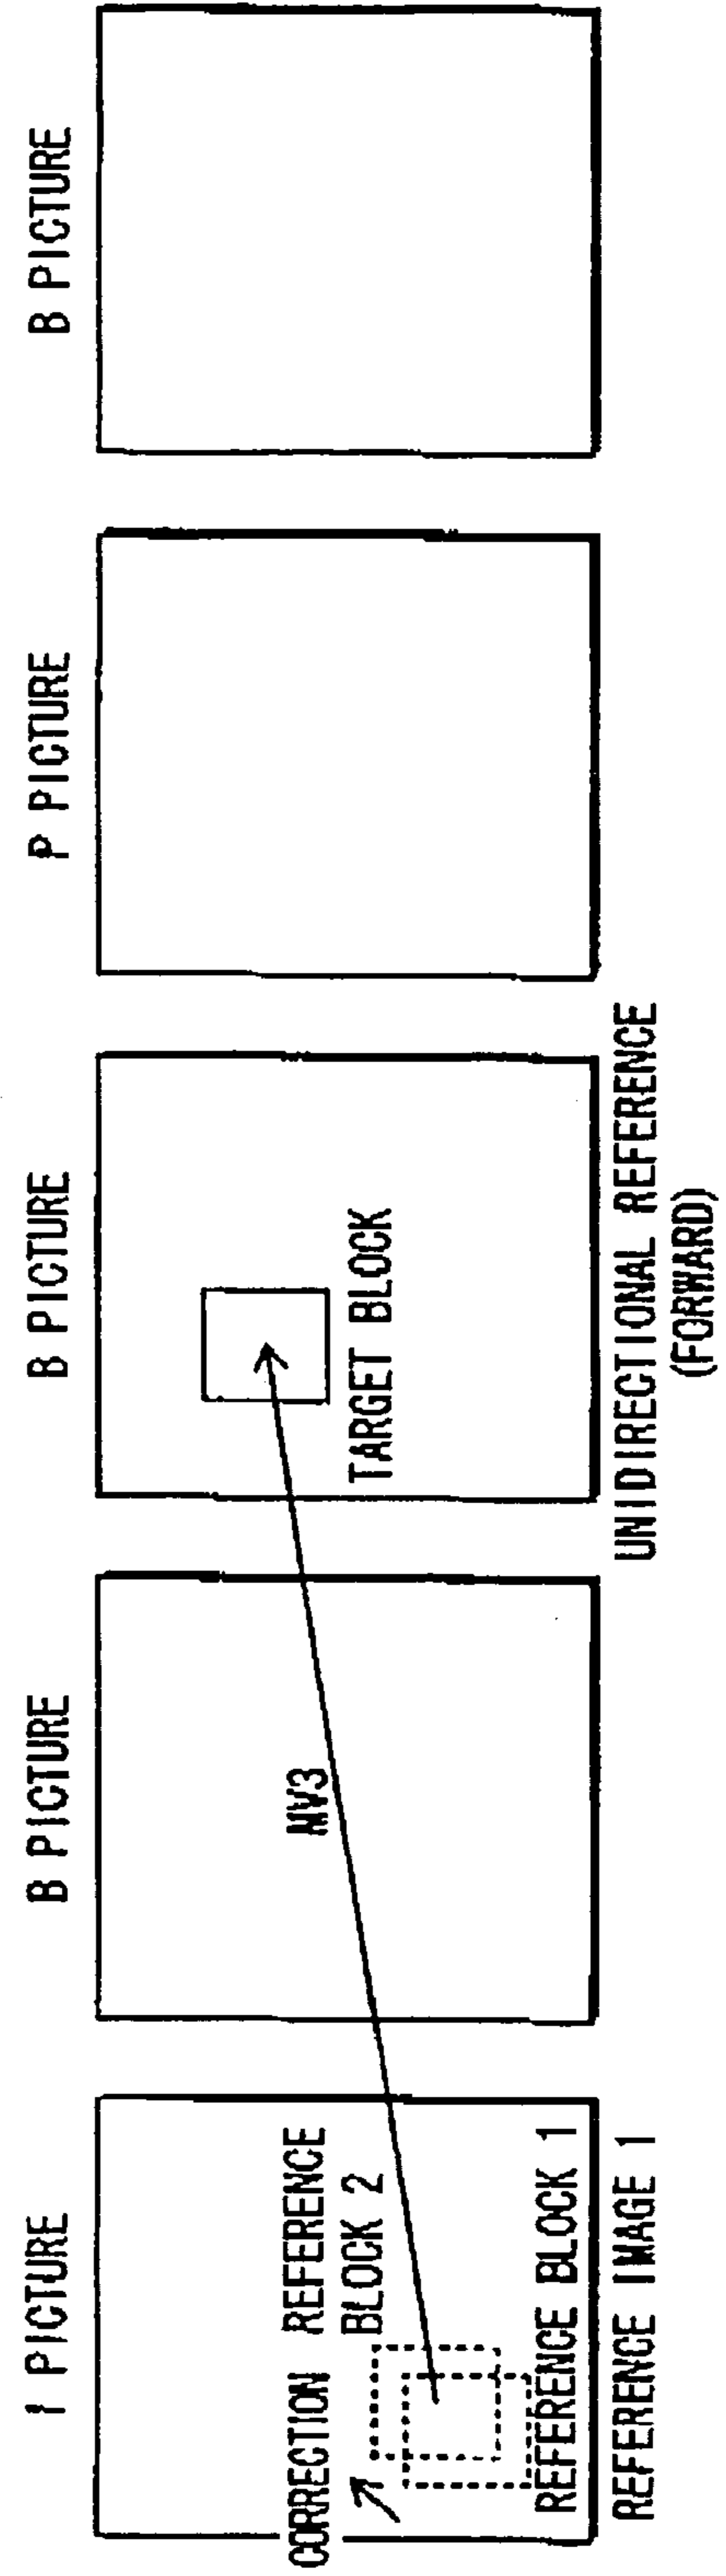 I PICTURE
B PICTURE
B PICTURE
P PICTURE
B PICTURE
CORRECTION
REFERENCE
BLOCK 2
MV3
TARGET BLOCK
REFERENCE BLOCK 1
REFERENCE IMAGE 1
UNIDIRECTIONAL REFERENCE
(FORWARD)